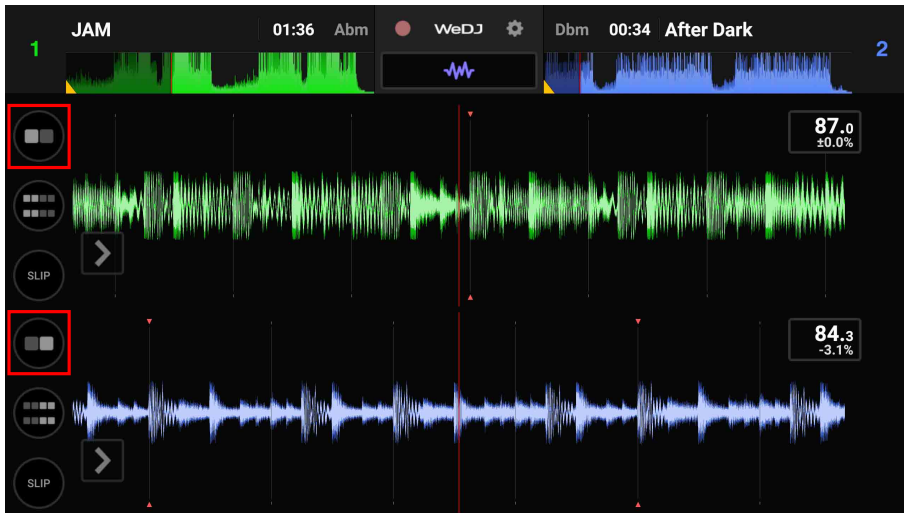 1
JAM
01:36 Abm
WeDJ
Dbm 00:34 After Dark
2
87.0
±0.0%
SLIP
84.3
-3.1%
SLIP